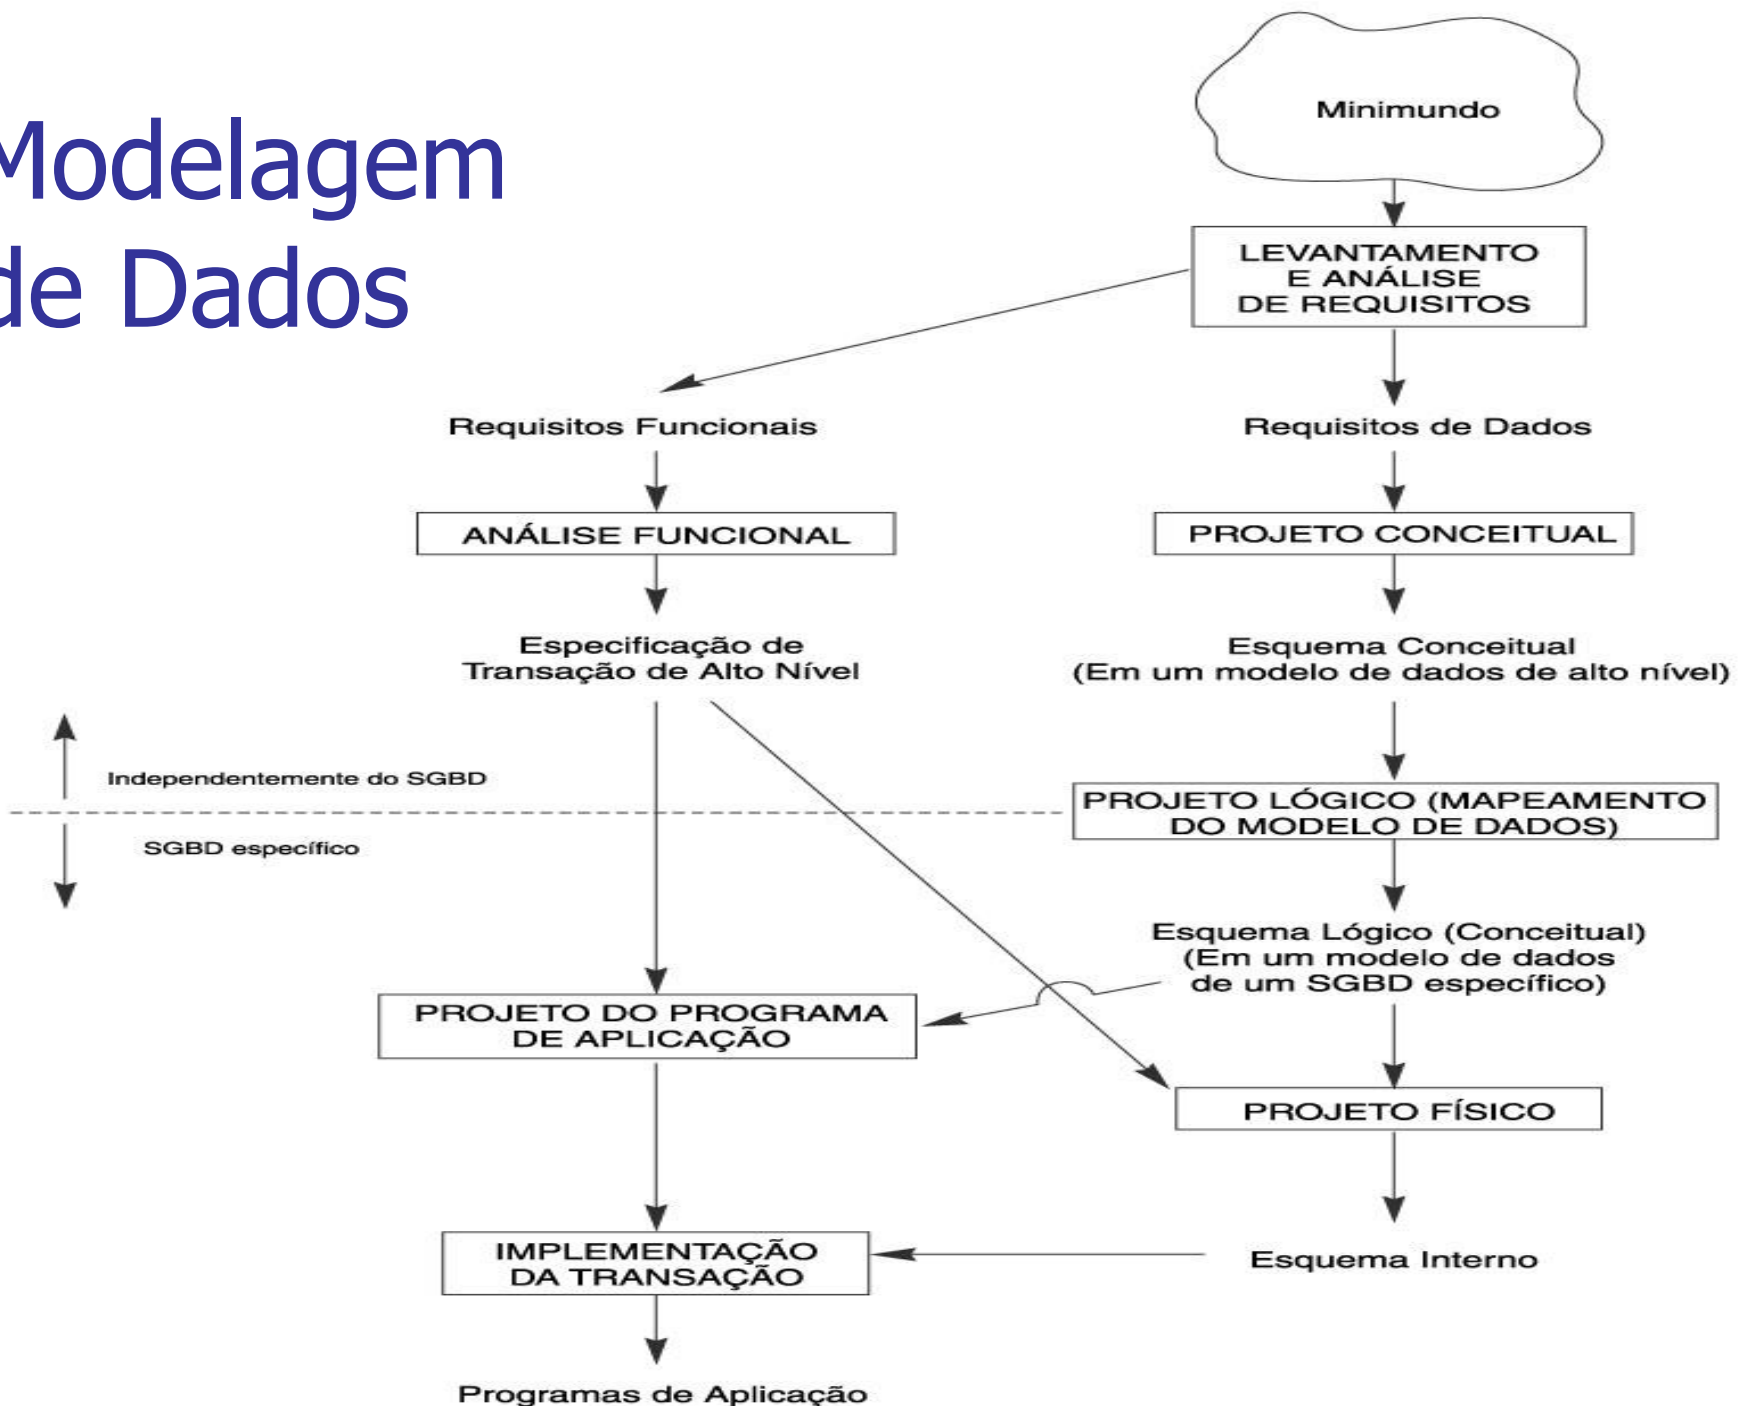 Modelagem
de Dados
Minimundo
LEVANTAMENTO
E ANÁLISE
DE REQUISITOS
Requisitos Funcionais
Requisitos de Dados
ANÁLISE FUNCIONAL
PROJETO CONCEITUAL
Especificação de
Transação de Alto Nível
Esquema Conceitual
(Em um modelo de dados de alto nível)
Independentemente do SGBD
SGBD específico
PROJETO LÓGICO (MAPEAMENTO
DO MODELO DE DADOS)
Esquema Lógico (Conceitual)
(Em um modelo de dados
de um SGBD específico)
PROJETO DO PROGRAMA
DE APLICAÇÃO
PROJETO FÍSICO
IMPLEMENTAÇÃO
DA TRANSAÇÃO
Esquema Interno
Programas de Aplicação